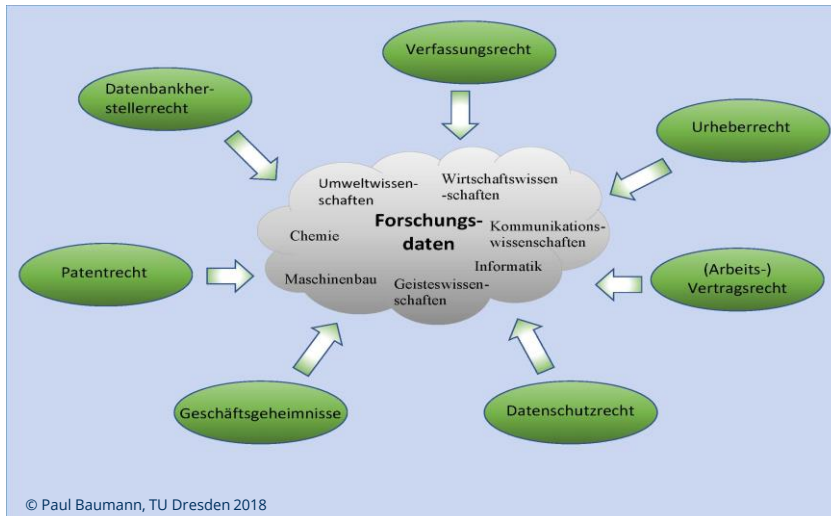 Verfassungsrecht
Datenbankher-
stellerrecht
Urheberrecht
Umweltwissen-
schaften
Wirtschaftswissen
-schaften
Forschungs-
daten
Chemie
Kommunikations-
wissenschaften
Informatik
Maschinenbau
Geisteswissen-
schaften
Patentrecht
(Arbeits-)
Vertragsrecht
Geschäftsgeheimnisse
Datenschutzrecht
© Paul Baumann, TU Dresden 2018